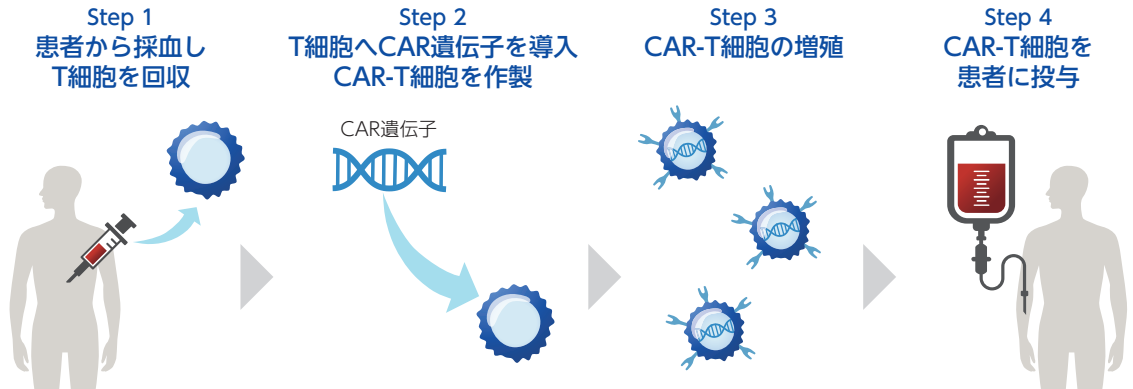 Step 1
患者から採血し
T細胞を回収
Step 2
T細胞へCAR遺伝子を導入
CAR-T細胞を作製
CAR遺伝子
Step 3
CAR-T細胞の増殖
Step 4
CAR-T細胞を
患者に投与